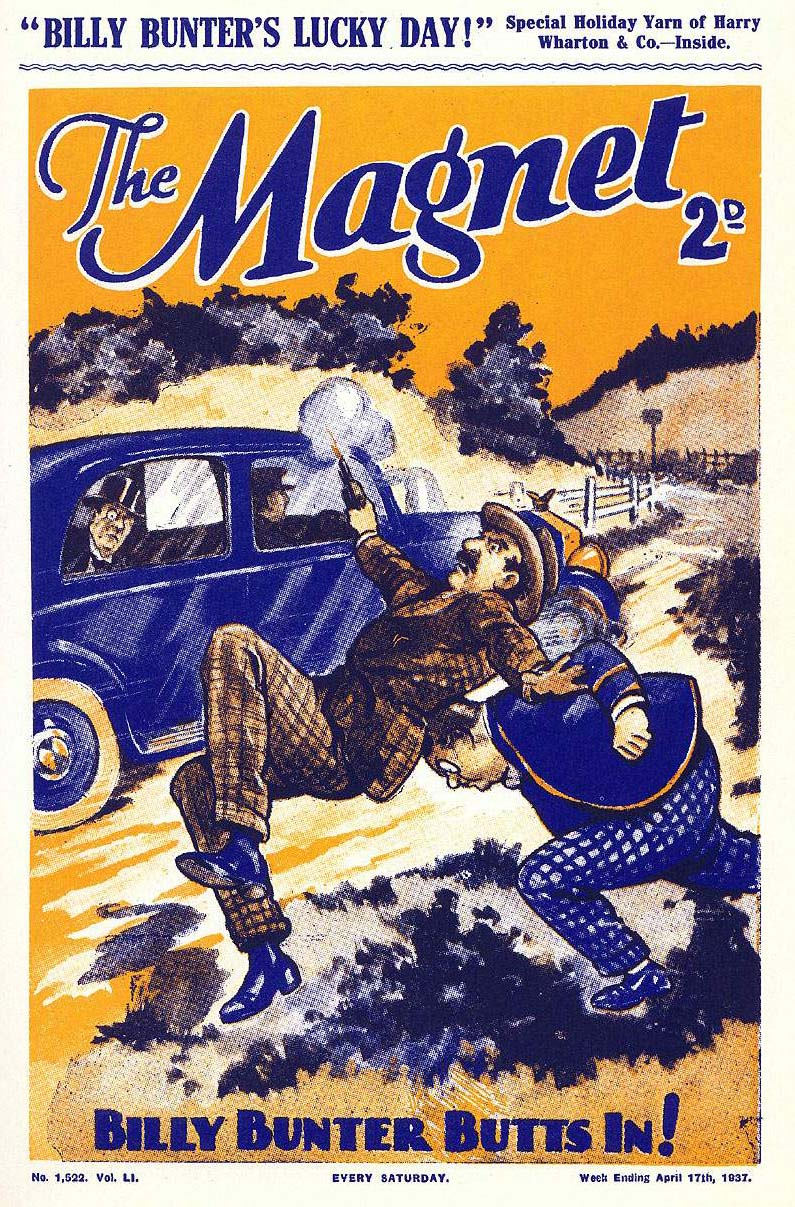 “BILLY BUNTER’S LUCKY DAY!” Special Holiday Yarn of Harry
Wharton & Co.—Inside.
The Magnet
2D
BILLY BUNTER BUTTS IN!
No. 1,522. Vol. LI. EVERY SATURDAY. Week Ending April 17th, 1937.